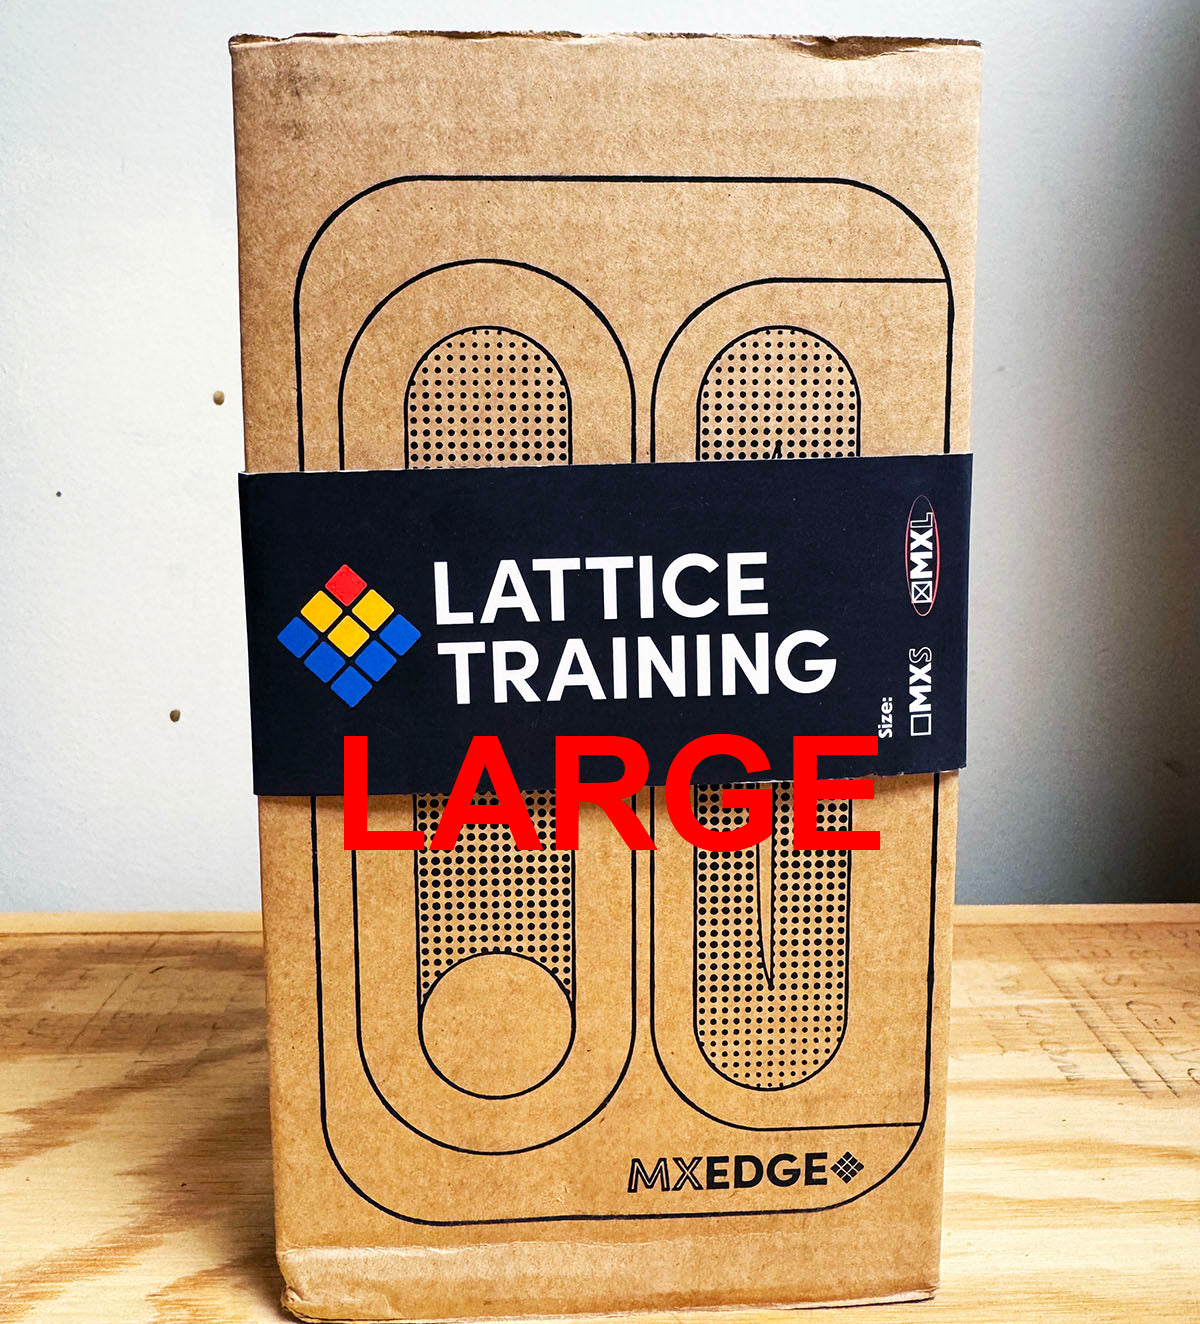 LATTICE
TRAINING
Size:
MXS
MXL
LARGE
MXEDGE